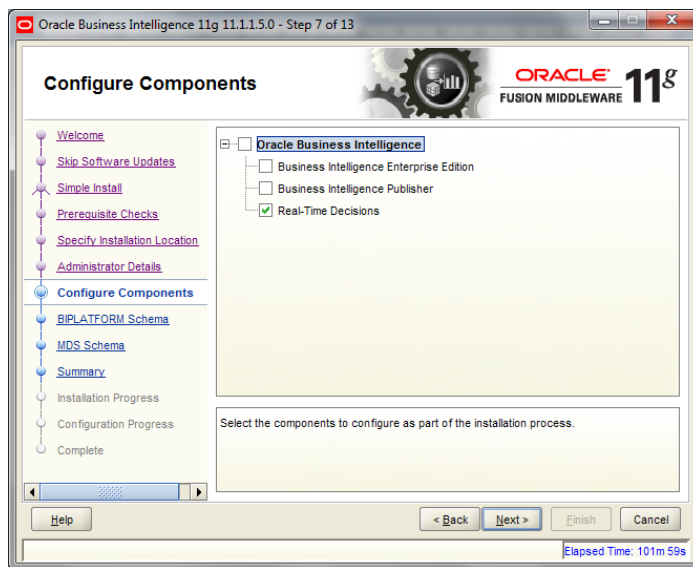 Oracle Business Intelligence 11g 11.1.1.5.0 - Step 7 of 13
Configure Components
ORACLE
FUSION MIDDLEWARE
11g
Welcome
Skip Software Updates
Simple Install
Prerequisite Checks
Specify Installation Location
Administrator Details
Configure Components
BIPLATFORM Schema
MDS Schema
Summary
Installation Progress
Configuration Progress
Complete
Oracle Business Intelligence
Business Intelligence Enterprise Edition
Business Intelligence Publisher
Real-Time Decisions
Select the components to configure as part of the installation process.
Help
< Back
Next >
Finish
Cancel
Elapsed Time: 101m 59s